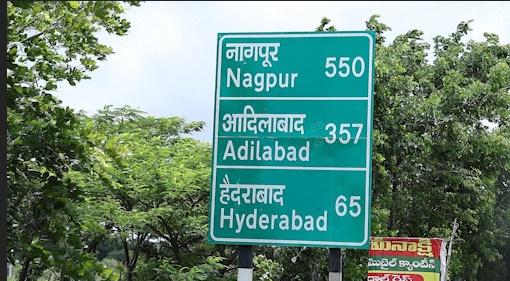 नागपूर
Nagpur 550
आदिलाबाद
Adilabad 357
हैदराबाद
Hyderabad 65
మీనాక్షి
మొబైల్ క్యాంటీన్